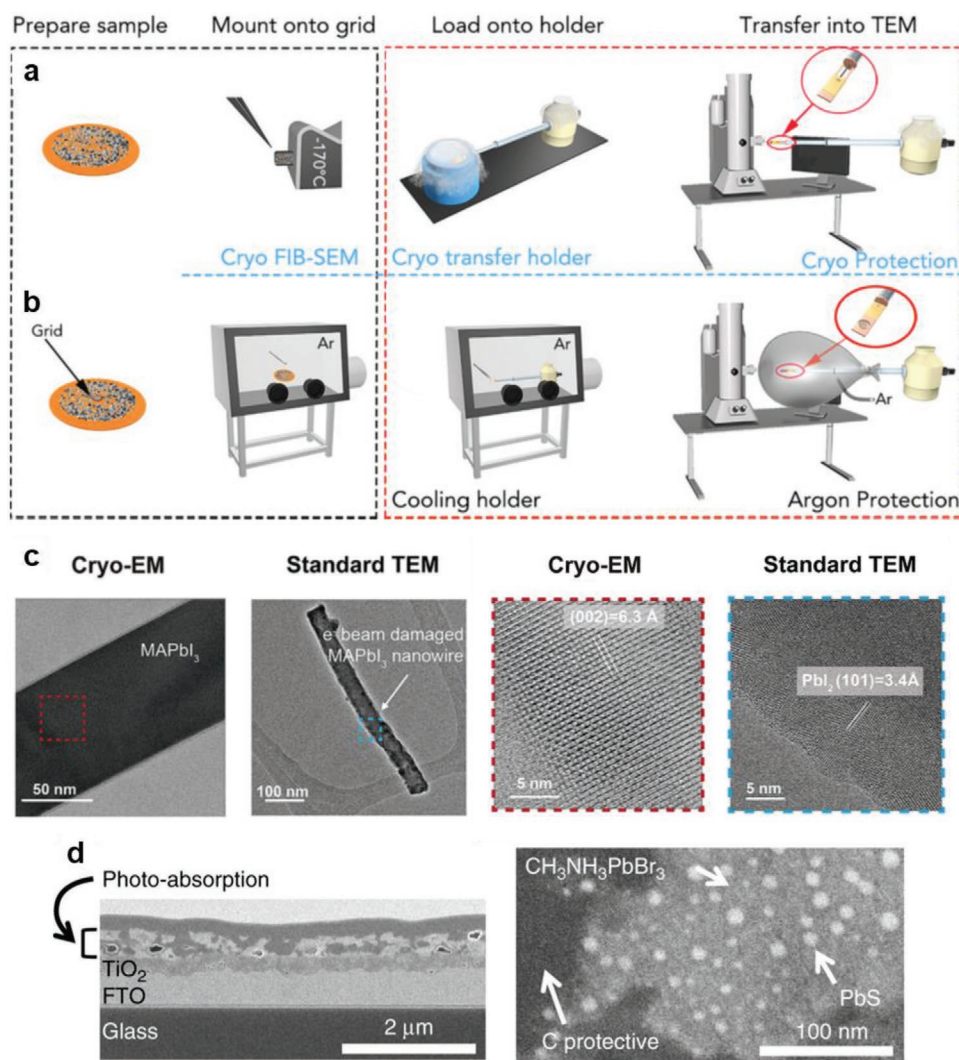 Prepare sample Mount onto grid Load onto holder Transfer into TEM
a
-170°C
Cryo FIB-SEM Cryo transfer holder Cryo Protection
b
Grid
Ar
Ar
Ar
Cooling holder Argon Protection
c
Cryo-EM Standard TEM Cryo-EM Standard TEM
MAPbI₃
e⁻ beam damaged
MAPbI₃ nanowire
(002)=6.3 Å
PbI₂ (101)=3.4Å
50 nm
100 nm
5 nm
5 nm
d
Photo-absorption
TiO₂
FTO
Glass
2 µm
CH₃NH₃PbBr₃
PbS
C protective
100 nm